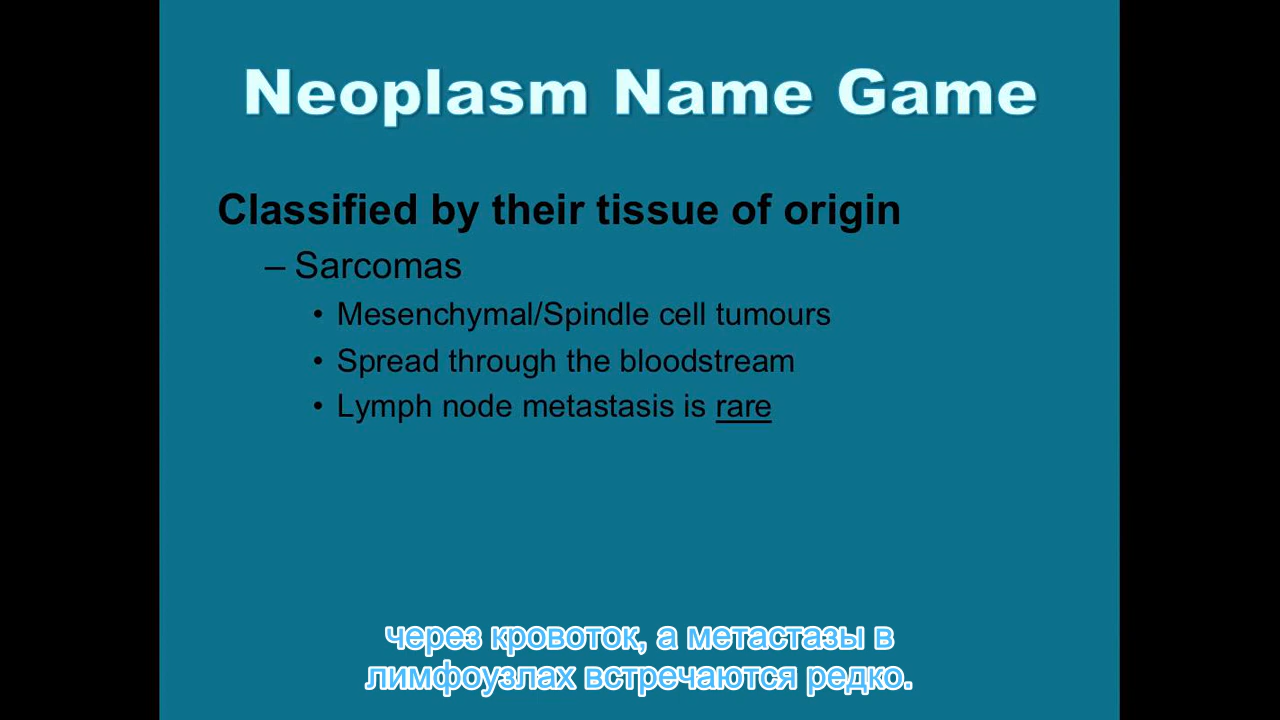 Neoplasm Name Game
Classified by their tissue of origin
– Sarcomas
• Mesenchymal/Spindle cell tumours
• Spread through the bloodstream
• Lymph node metastasis is rare
через кровоток, а метастазы в
лимфоузлах встречаются редко.